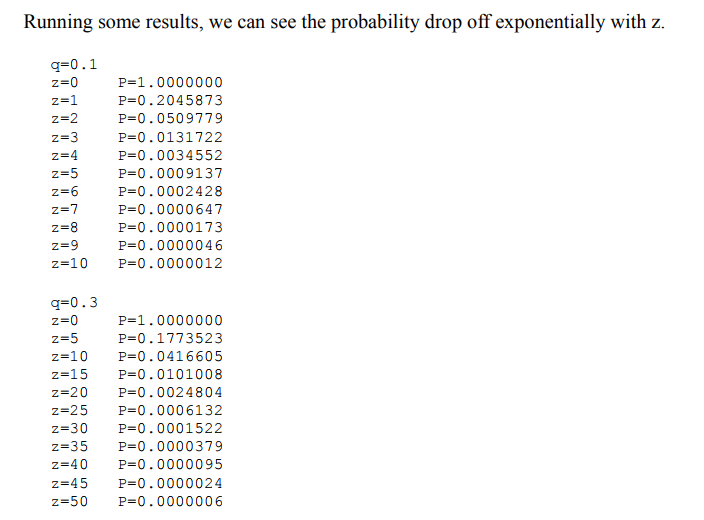 Running some results, we can see the probability drop off exponentially with z.
q=0.1
z=0 P=1.0000000
z=1 P=0.2045873
z=2 P=0.0509779
z=3 P=0.0131722
z=4 P=0.0034552
z=5 P=0.0009137
z=6 P=0.0002428
z=7 P=0.0000647
z=8 P=0.0000173
z=9 P=0.0000046
z=10 P=0.0000012
q=0.3
z=0 P=1.0000000
z=5 P=0.1773523
z=10 P=0.0416605
z=15 P=0.0101008
z=20 P=0.0024804
z=25 P=0.0006132
z=30 P=0.0001522
z=35 P=0.0000379
z=40 P=0.0000095
z=45 P=0.0000024
z=50 P=0.0000006